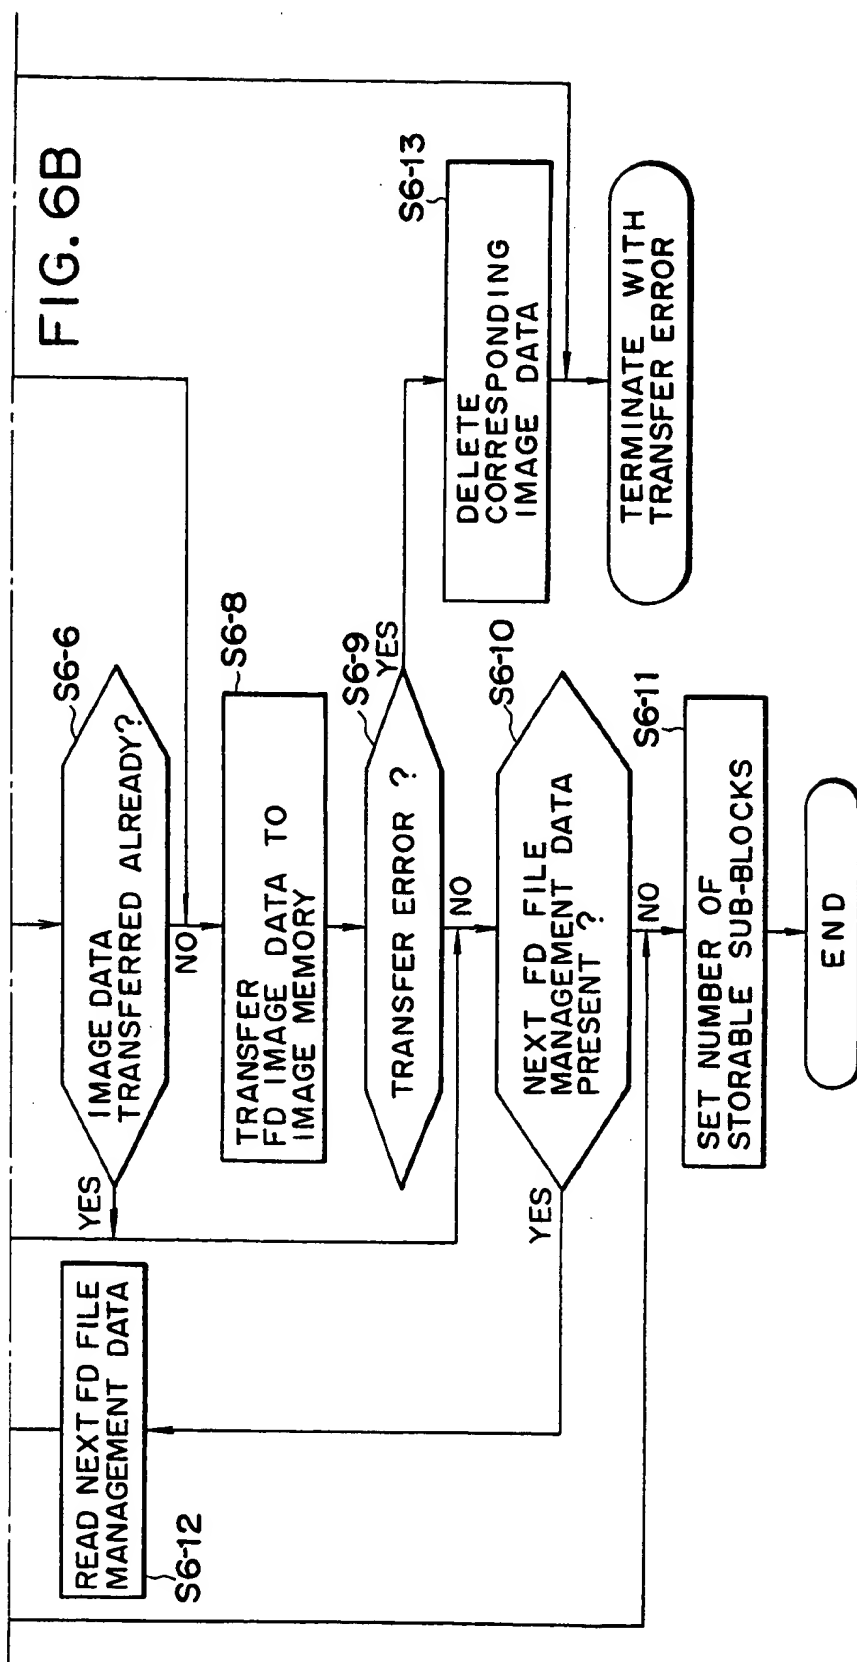 FIG. 6B
S6-6
IMAGE DATA
TRANSFERRED ALREADY?
YES
NO
S6-12
READ NEXT FD FILE
MANAGEMENT DATA
S6-8
TRANSFER
FD IMAGE DATA TO
IMAGE MEMORY
S6-9
TRANSFER ERROR ?
YES
NO
S6-13
DELETE
CORRESPONDING
IMAGE DATA
S6-10
NEXT FD FILE
MANAGEMENT DATA
PRESENT ?
YES
NO
TERMINATE WITH
TRANSFER ERROR
S6-11
SET NUMBER OF
STORABLE SUB-BLOCKS
END